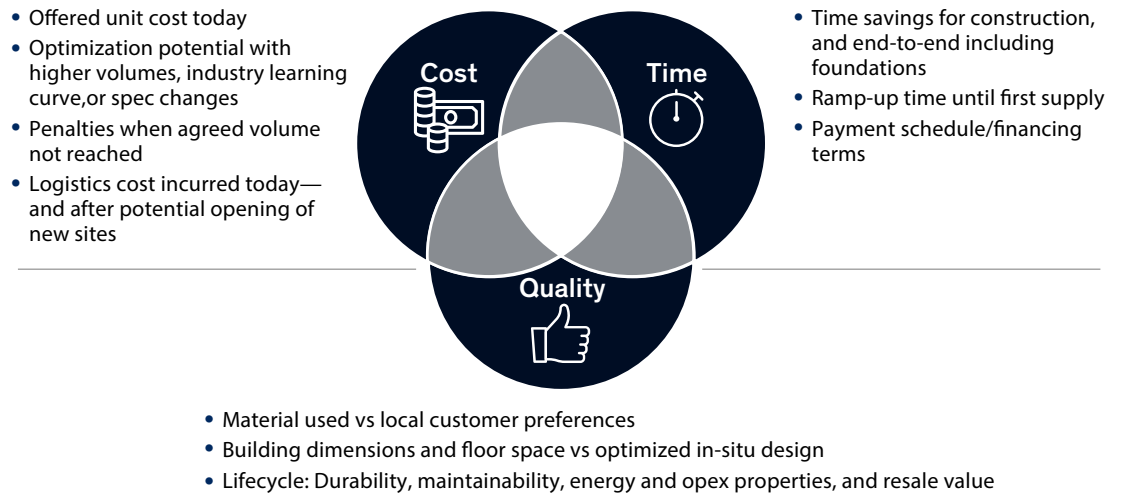 • Offered unit cost today
• Optimization potential with
higher volumes, industry learning
curve,or spec changes
• Penalties when agreed volume
not reached
• Logistics cost incurred today—
and after potential opening of
new sites
Cost
Time
• Time savings for construction,
and end-to-end including
foundations
• Ramp-up time until first supply
• Payment schedule/financing
terms
Quality
• Material used vs local customer preferences
• Building dimensions and floor space vs optimized in-situ design
• Lifecycle: Durability, maintainability, energy and opex properties, and resale value